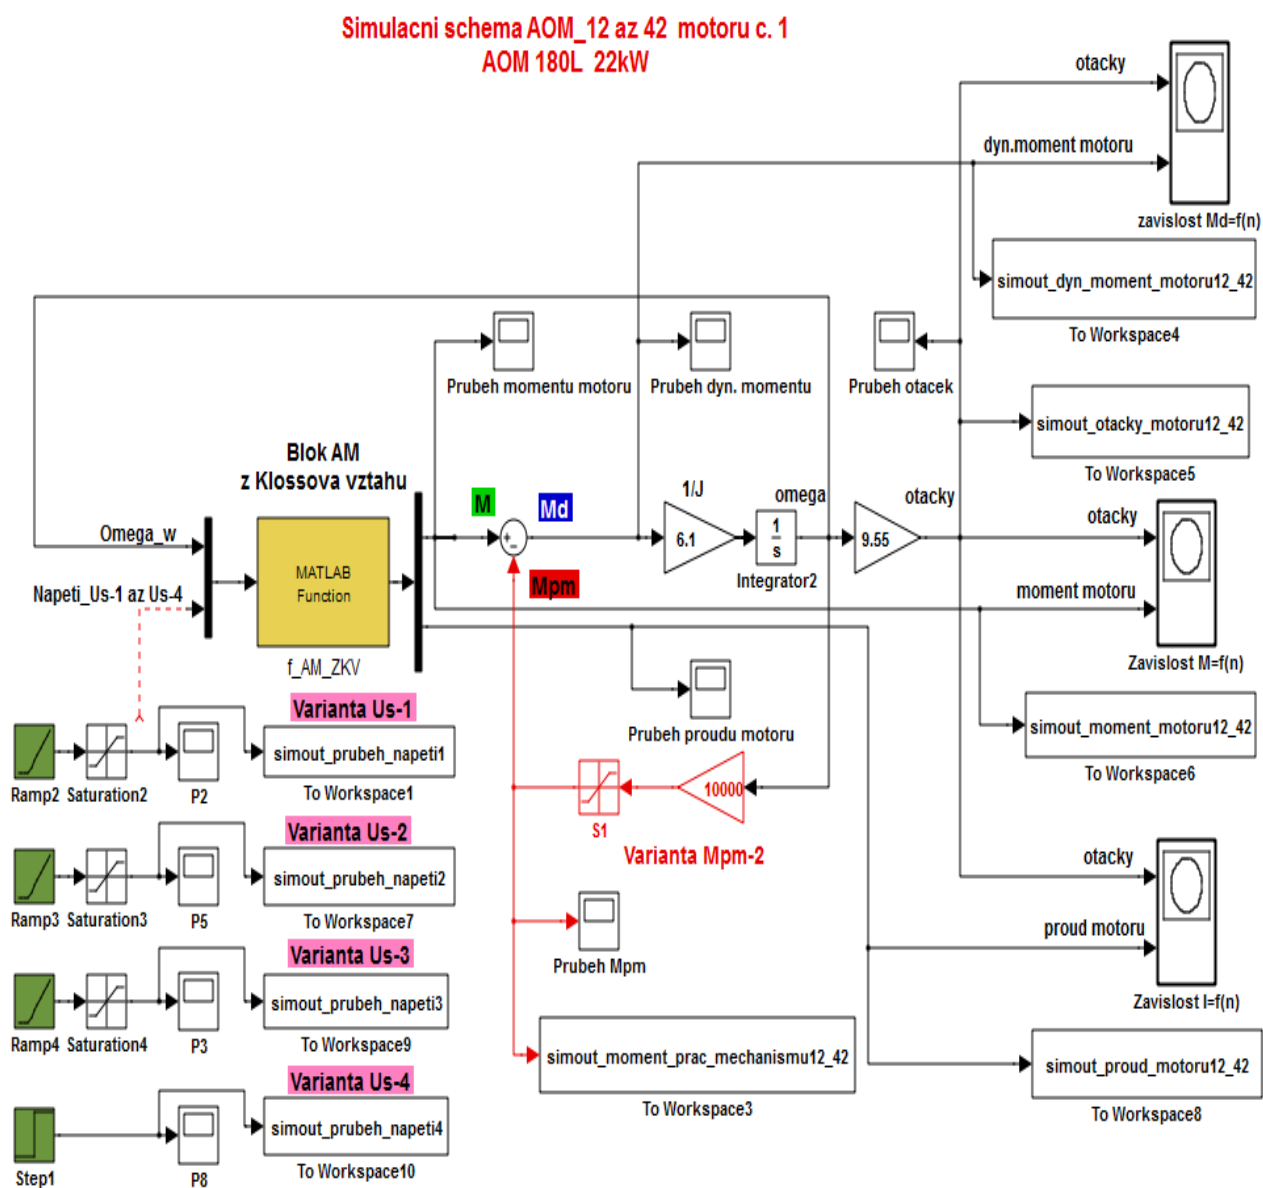 Simulacni schema AOM_12 az 42 motoru c. 1
AOM 180L 22kW
otacky
dyn.moment motoru
zavislost Md=f(n)
simout_dyn_moment_motoru12_42
To Workspace4
Prubeh momentu motoru
Prubeh dyn. momentu
Prubeh otacek
simout_otacky_motoru12_42
To Workspace5
Blok AM
z Klossova vztahu
M
Md
1/J
omega
otacky
otacky
Omega_w
6.1
1
s
9.55
Integrator2
MATLAB
Function
Mpm
Napeti_Us-1 az Us-4
moment motoru
f_AM_ZKV
Zavislost M=f(n)
Varianta Us-1
simout_prubeh_napeti1
Prubeh proudu motoru
simout_moment_motoru12_42
To Workspace6
Ramp2
Saturation2
P2
To Workspace1
10000
S1
Varianta Mpm-2
Varianta Us-2
simout_prubeh_napeti2
Ramp3
Saturation3
P5
To Workspace7
otacky
proud motoru
Zavislost I=f(n)
Prubeh Mpm
Varianta Us-3
simout_prubeh_napeti3
Ramp4
Saturation4
P3
To Workspace9
simout_moment_prac_mechanismu12_42
To Workspace3
simout_proud_motoru12_42
To Workspace8
Varianta Us-4
simout_prubeh_napeti4
Step1
P8
To Workspace10